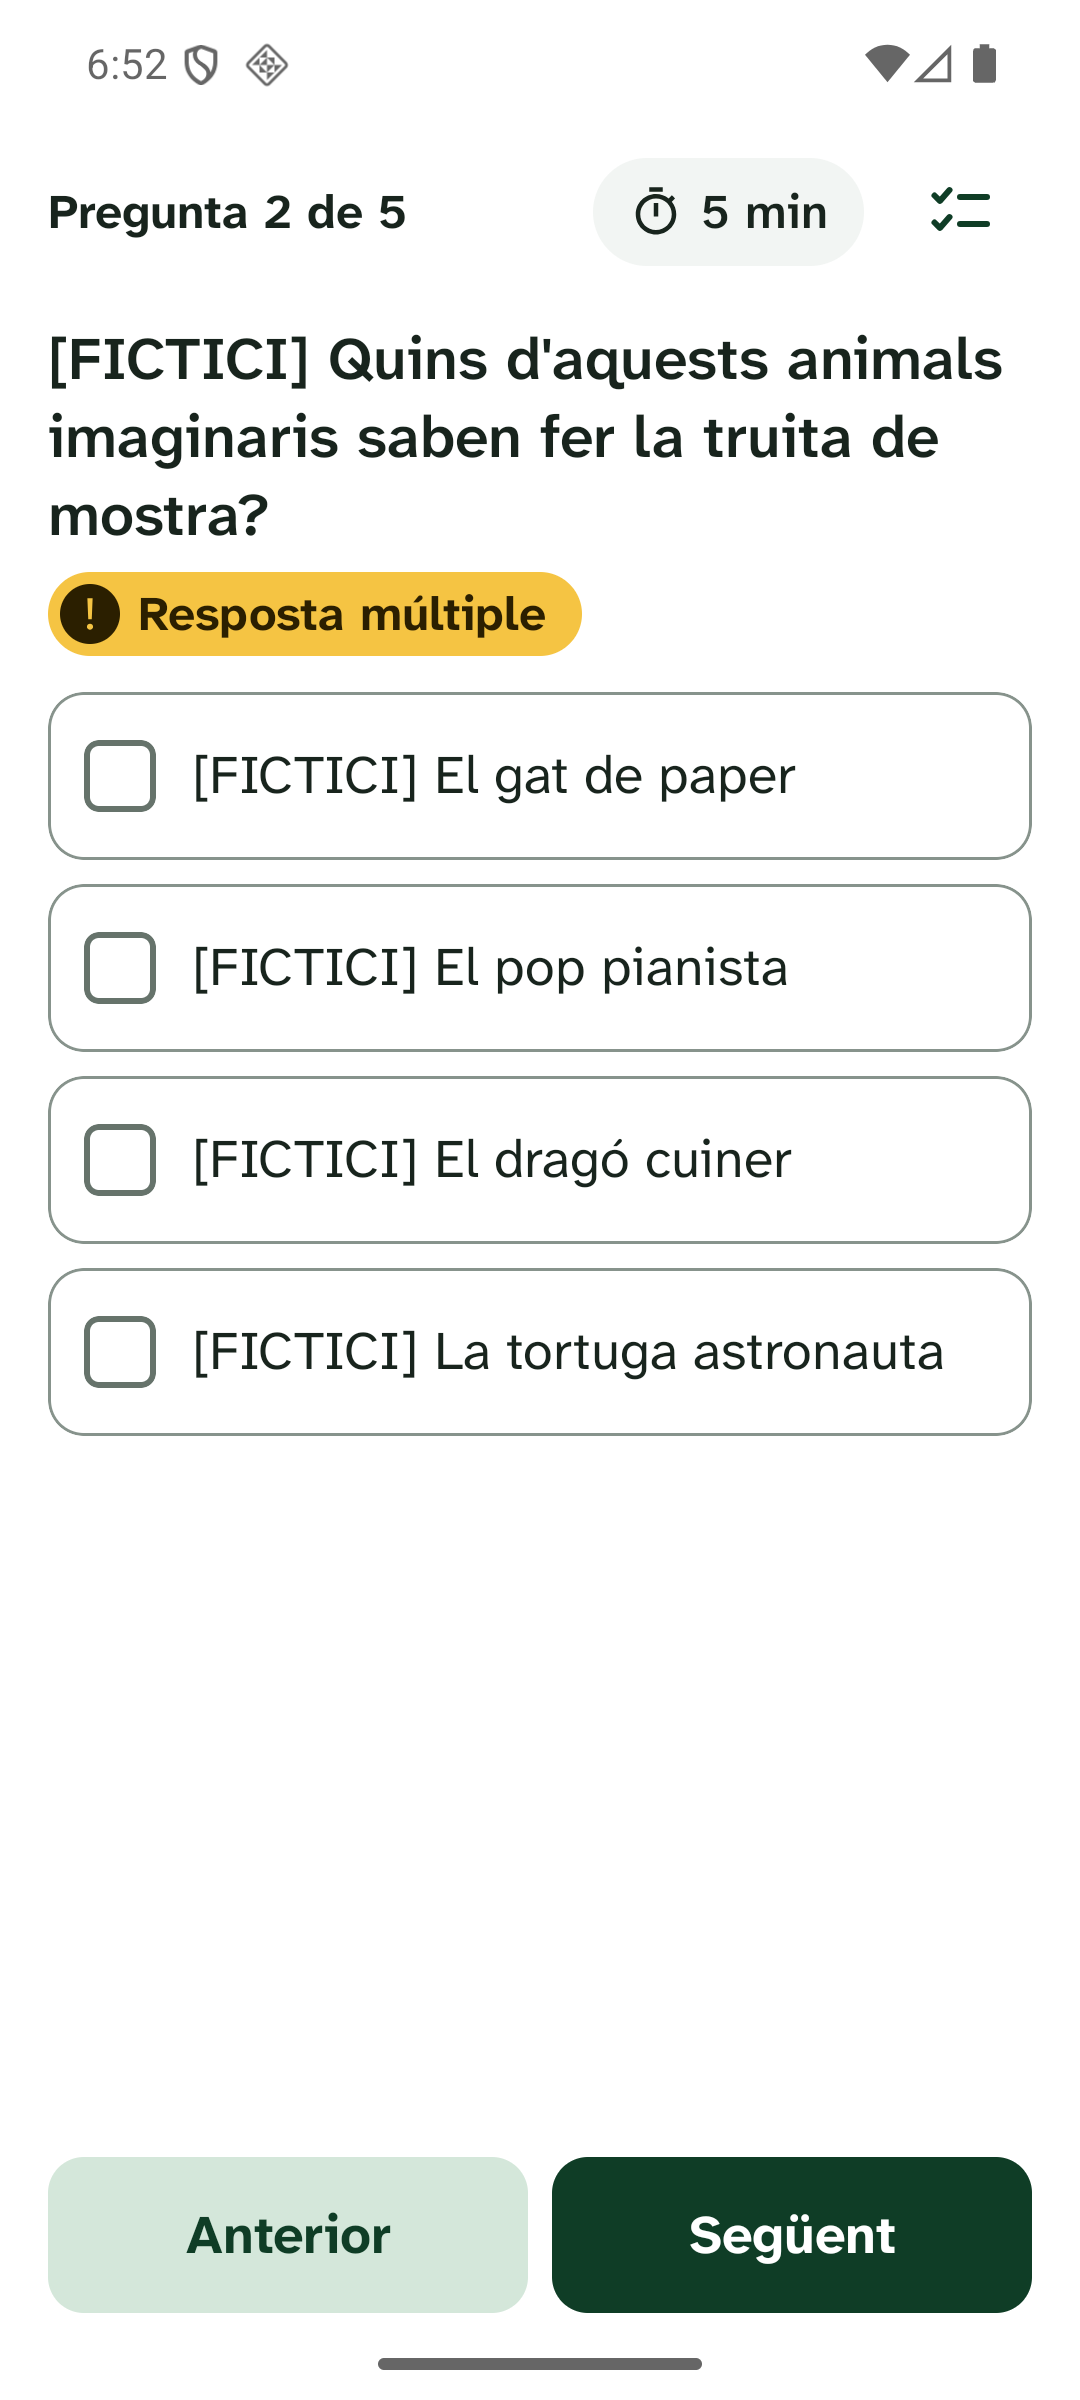 6:52
Pregunta 2 de 5
5 min
[FICTICI] Quins d'aquests animals
imaginaris saben fer la truita de
mostra?
! Resposta múltiple
[FICTICI] El gat de paper
[FICTICI] El pop pianista
[FICTICI] El dragó cuiner
[FICTICI] La tortuga astronauta
Anterior
Següent